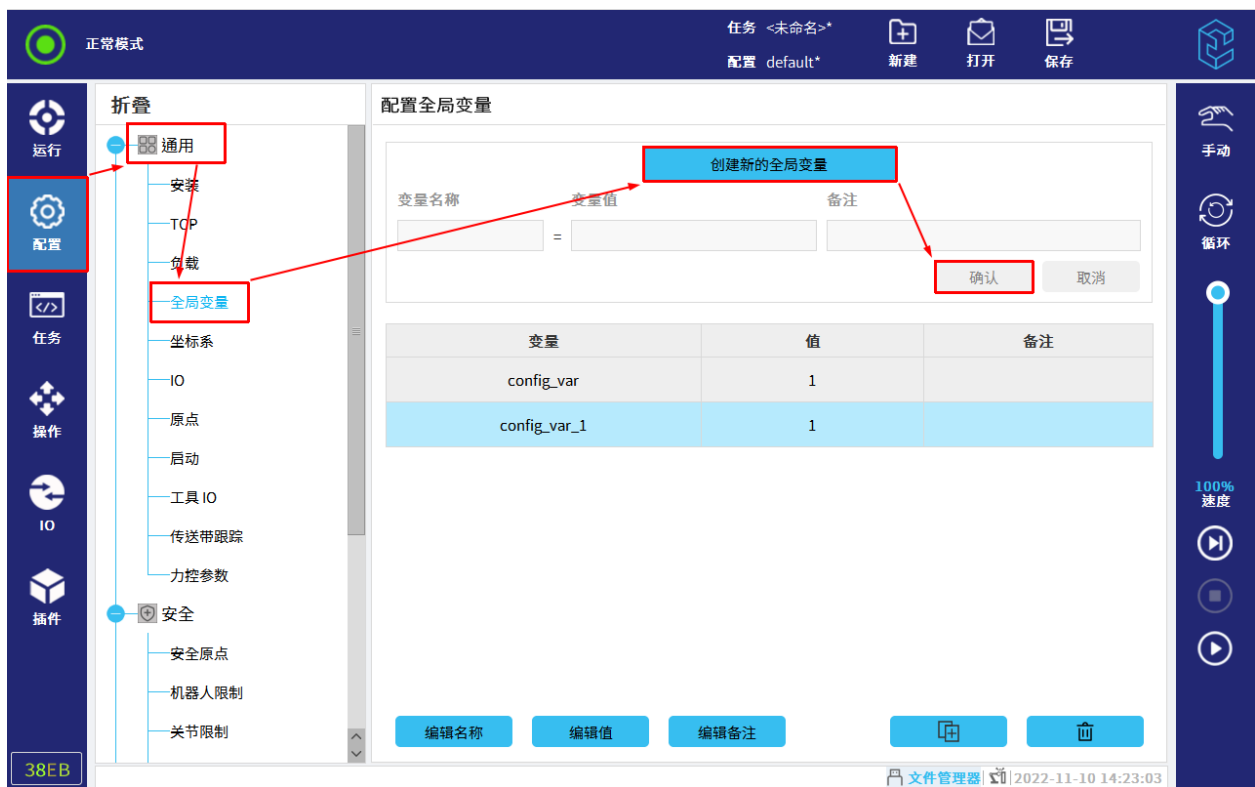 正常模式
任务 <未命名>*
配置 default*
新建
打开
保存
运行
配置
任务
操作
IO
插件
38EB
折叠
通用
安装
TCP
负载
全局变量
坐标系
IO
原点
启动
工具 IO
传送带跟踪
力控参数
安全
安全原点
机器人限制
关节限制
配置全局变量
创建新的全局变量
变量名称 变量值 备注
=
确认 取消
变量 值 备注
config_var 1
config_var_1 1
编辑名称 编辑值 编辑备注
文件管理器 2022-11-10 14:23:03
手动
循环
100%
速度